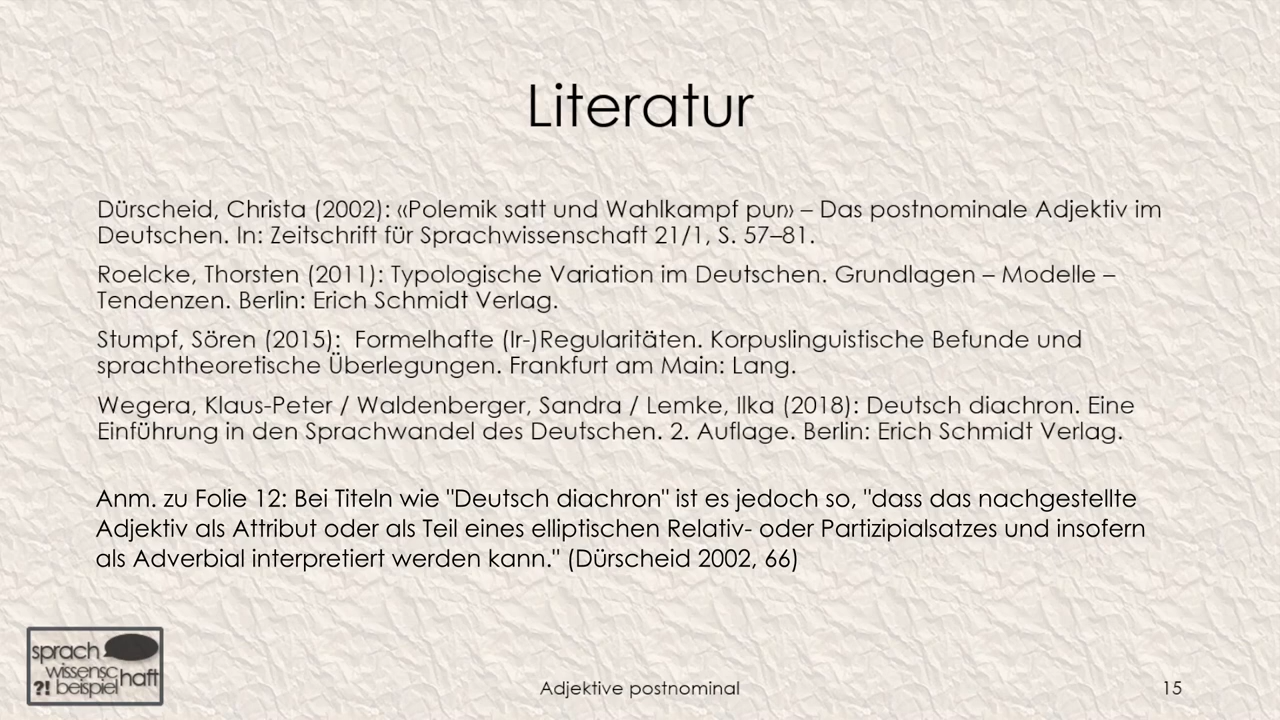 Literatur
Dürscheid, Christa (2002): «Polemik satt und Wahlkampf pur» – Das postnominale Adjektiv im
Deutschen. In: Zeitschrift für Sprachwissenschaft 21/1, S. 57–81.
Roelcke, Thorsten (2011): Typologische Variation im Deutschen. Grundlagen – Modelle –
Tendenzen. Berlin: Erich Schmidt Verlag.
Stumpf, Sören (2015):  Formelhafte (Ir-)Regularitäten. Korpuslinguistische Befunde und
sprachtheoretische Überlegungen. Frankfurt am Main: Lang.
Wegera, Klaus-Peter / Waldenberger, Sandra / Lemke, Ilka (2018): Deutsch diachron. Eine
Einführung in den Sprachwandel des Deutschen. 2. Auflage. Berlin: Erich Schmidt Verlag.
Anm. zu Folie 12: Bei Titeln wie "Deutsch diachron" ist es jedoch so, "dass das nachgestellte
Adjektiv als Attribut oder als Teil eines elliptischen Relativ- oder Partizipialsatzes und insofern
als Adverbial interpretiert werden kann." (Dürscheid 2002, 66)
sprach
wissensc
haft
?! beispiel
Adjektive postnominal
15